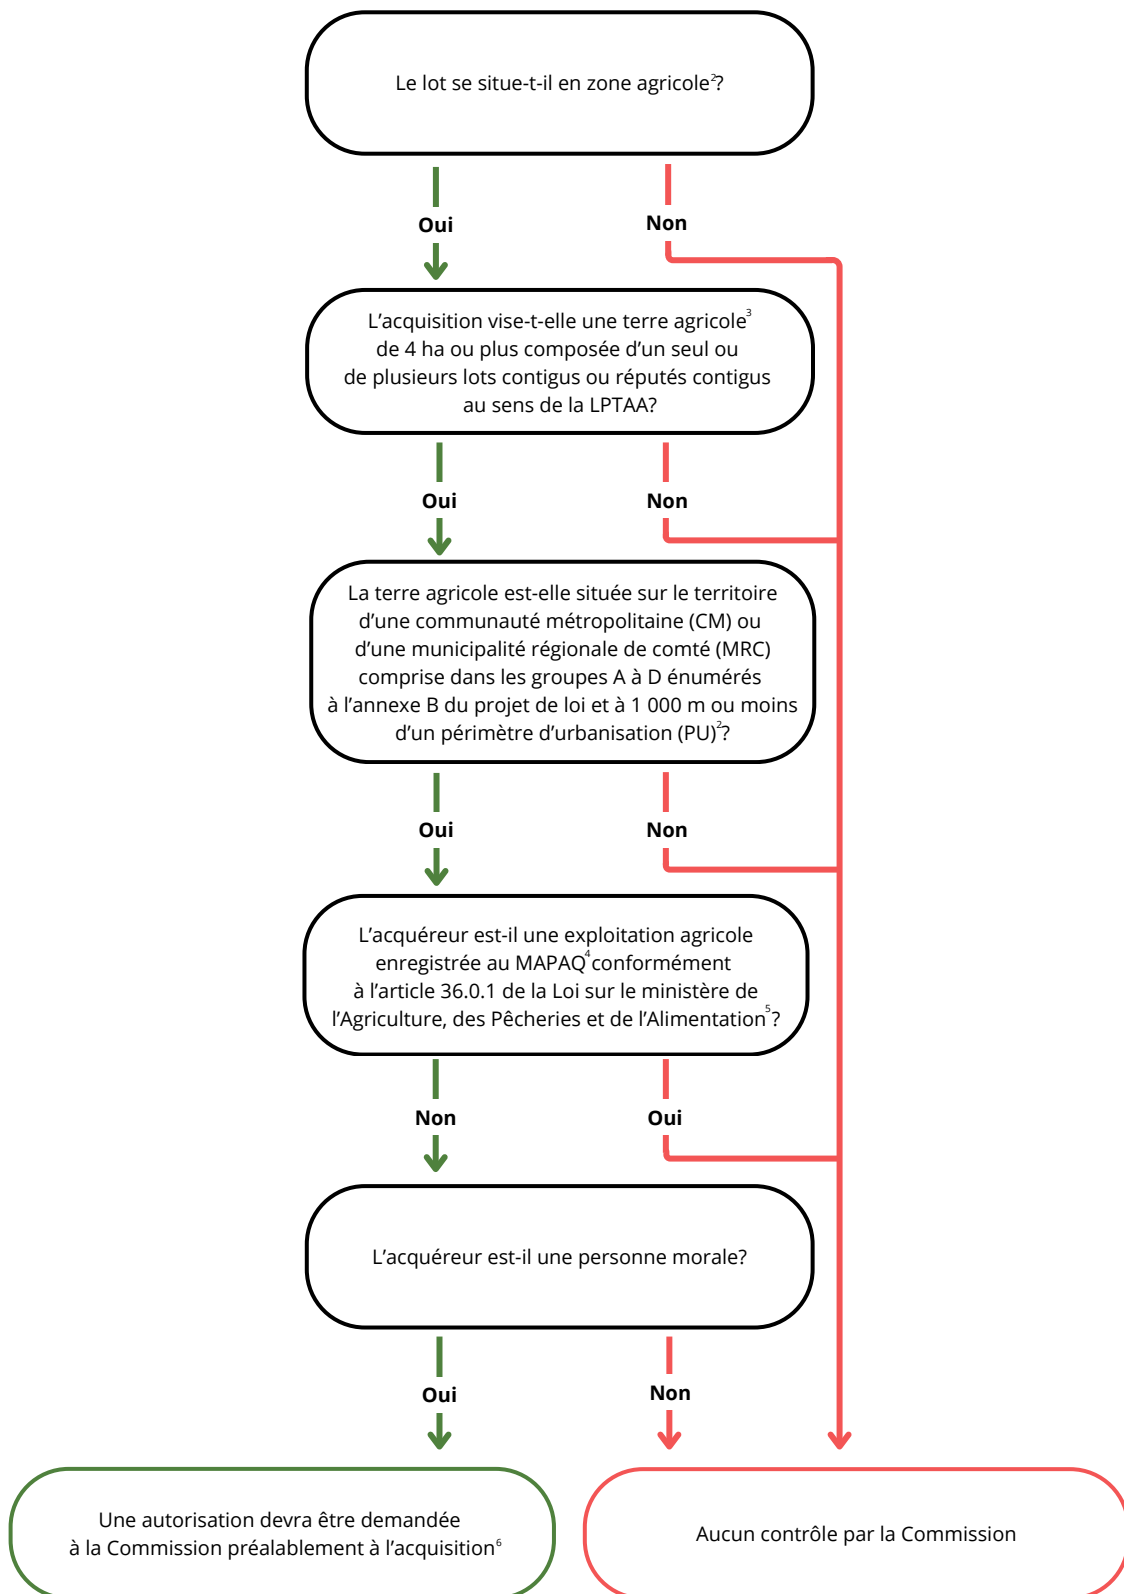 Le lot se situe-t-il en zone agricole²?
Oui
Non
L’acquisition vise-t-elle une terre agricole³
de 4 ha ou plus composée d’un seul ou
de plusieurs lots contigus ou réputés contigus
au sens de la LPTAA?
Oui
Non
La terre agricole est-elle située sur le territoire
d’une communauté métropolitaine (CM) ou
d’une municipalité régionale de comté (MRC)
comprise dans les groupes A à D énumérés
à l’annexe B du projet de loi et à 1 000 m ou moins
d’un périmètre d’urbanisation (PU)²?
Oui
Non
L’acquéreur est-il une exploitation agricole
enregistrée au MAPAQ⁴ conformément
à l’article 36.0.1 de la Loi sur le ministère de
l’Agriculture, des Pêcheries et de l’Alimentation⁵?
Non
Oui
L’acquéreur est-il une personne morale?
Oui
Non
Une autorisation devra être demandée
à la Commission préalablement à l’acquisition⁶
Aucun contrôle par la Commission